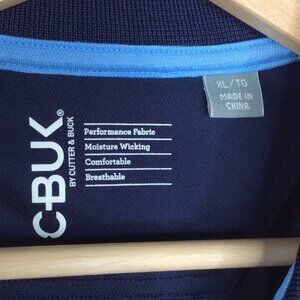 XL/TG
MADE IN
CHINA
CBUK®
BY CUTTER & BUCK
Performance Fabric
Moisture Wicking
Comfortable
Breathable